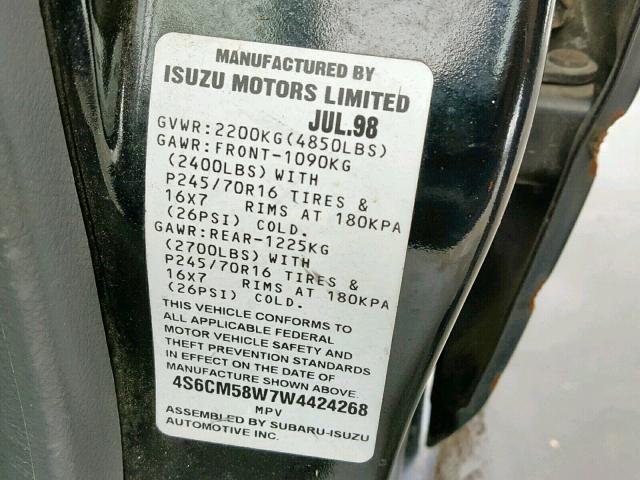 MANUFACTURED BY
ISUZU MOTORS LIMITED
JUL.98
GVWR:2200KG(4850LBS)
GAWR:FRONT-1090KG
(2400LBS) WITH
P245/70R16 TIRES &
16X7 RIMS AT 180KPA
(26PSI) COLD.
GAWR:REAR-1225KG
(2700LBS) WITH
P245/70R16 TIRES &
16X7 RIMS AT 180KPA
(26PSI) COLD.
THIS VEHICLE CONFORMS TO
ALL APPLICABLE FEDERAL
MOTOR VEHICLE SAFETY AND
THEFT PREVENTION STANDARDS
IN EFFECT ON THE DATE OF
MANUFACTURE SHOWN ABOVE.
4S6CM58W7W4424268
MPV
ASSEMBLED BY SUBARU-ISUZU
AUTOMOTIVE INC.